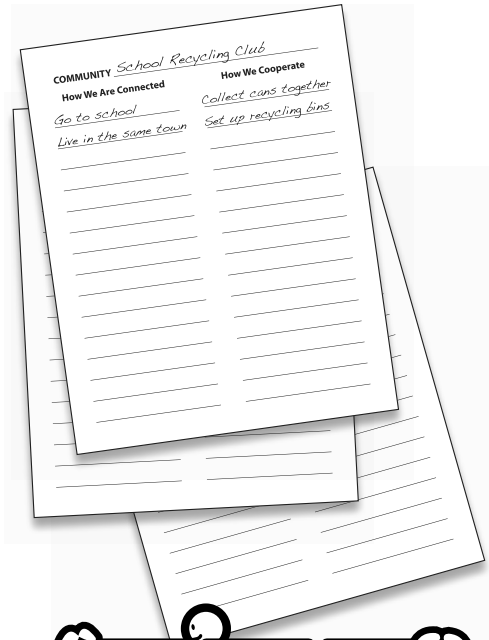 COMMUNITY School Recycling Club
How We Are Connected
Go to school
Live in the same town
How We Cooperate
Collect cans together
Set up recycling bins